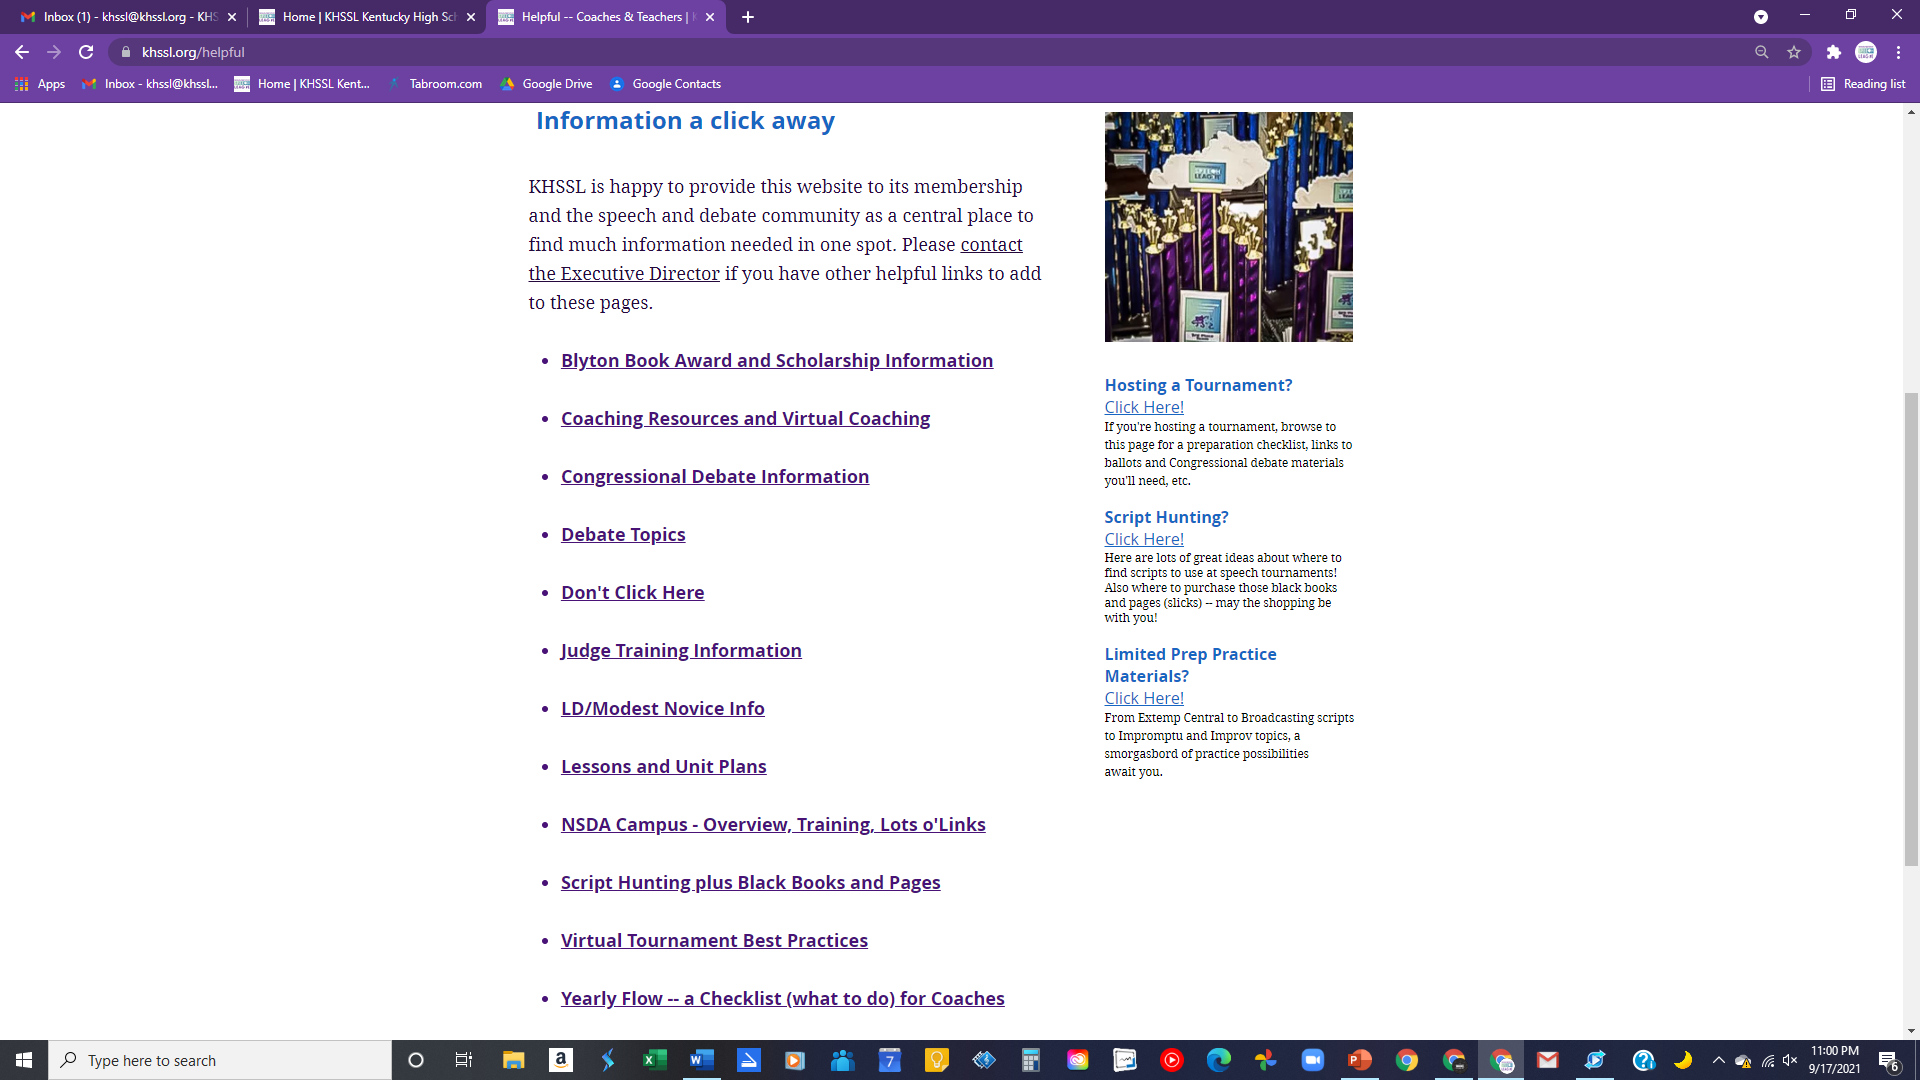 Inbox (1) - khssl@khssl.org - KHS
Home | KHSSL Kentucky High Sch
Helpful -- Coaches & Teachers |
khssl.org/helpful
Apps
Inbox - khssl@khssl...
Home | KHSSL Kent...
Tabroom.com
Google Drive
Google Contacts
Reading list
Information a click away
KHSSL is happy to provide this website to its membership
and the speech and debate community as a central place to
find much information needed in one spot. Please contact
the Executive Director if you have other helpful links to add
to these pages.
• Blyton Book Award and Scholarship Information
• Coaching Resources and Virtual Coaching
• Congressional Debate Information
• Debate Topics
• Don't Click Here
• Judge Training Information
• LD/Modest Novice Info
• Lessons and Unit Plans
• NSDA Campus - Overview, Training, Lots o'Links
• Script Hunting plus Black Books and Pages
• Virtual Tournament Best Practices
• Yearly Flow -- a Checklist (what to do) for Coaches
Hosting a Tournament?
Click Here!
If you're hosting a tournament, browse to
this page for a preparation checklist, links to
ballots and Congressional debate materials
you'll need, etc.
Script Hunting?
Click Here!
Here are lots of great ideas about where to
find scripts to use at speech tournaments!
Also where to purchase those black books
and pages (slicks) -- may the shopping be
with you!
Limited Prep Practice
Materials?
Click Here!
From Extemp Central to Broadcasting scripts
to Impromptu and Improv topics, a
smorgasbord of practice possibilities
await you.
Type here to search
7
11:00 PM
9/17/2021
6